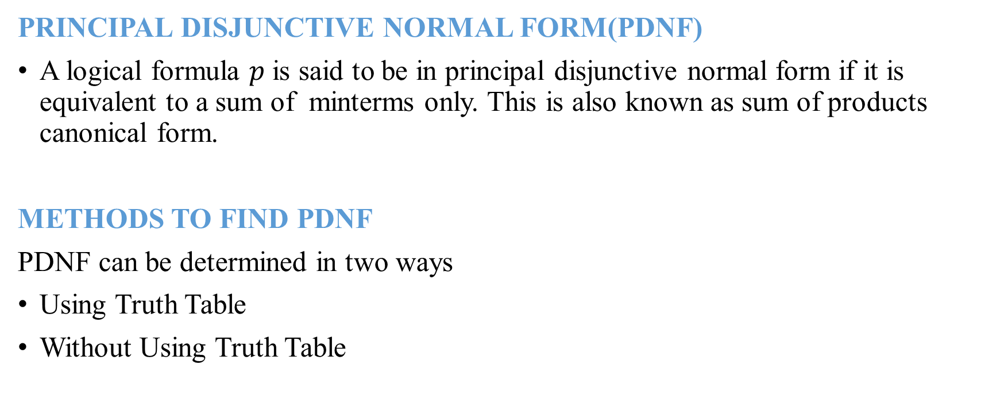 PRINCIPAL DISJUNCTIVE NORMAL FORM(PDNF)
• A logical formula 𝑝 is said to be in principal disjunctive normal form if it is
equivalent to a sum of minterms only. This is also known as sum of products
canonical form.
METHODS TO FIND PDNF
PDNF can be determined in two ways
• Using Truth Table
• Without Using Truth Table